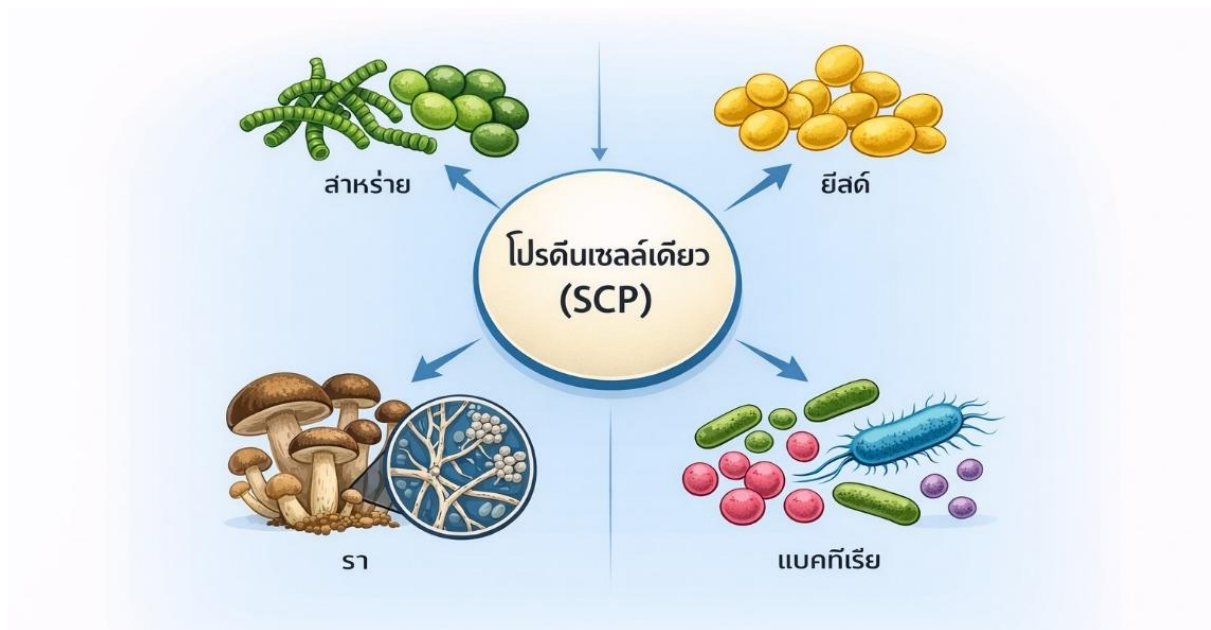 สาหร่าย
ยีสต์
โปรตีนเซลล์เดียว
(SCP)
รา
แบคทีเรีย